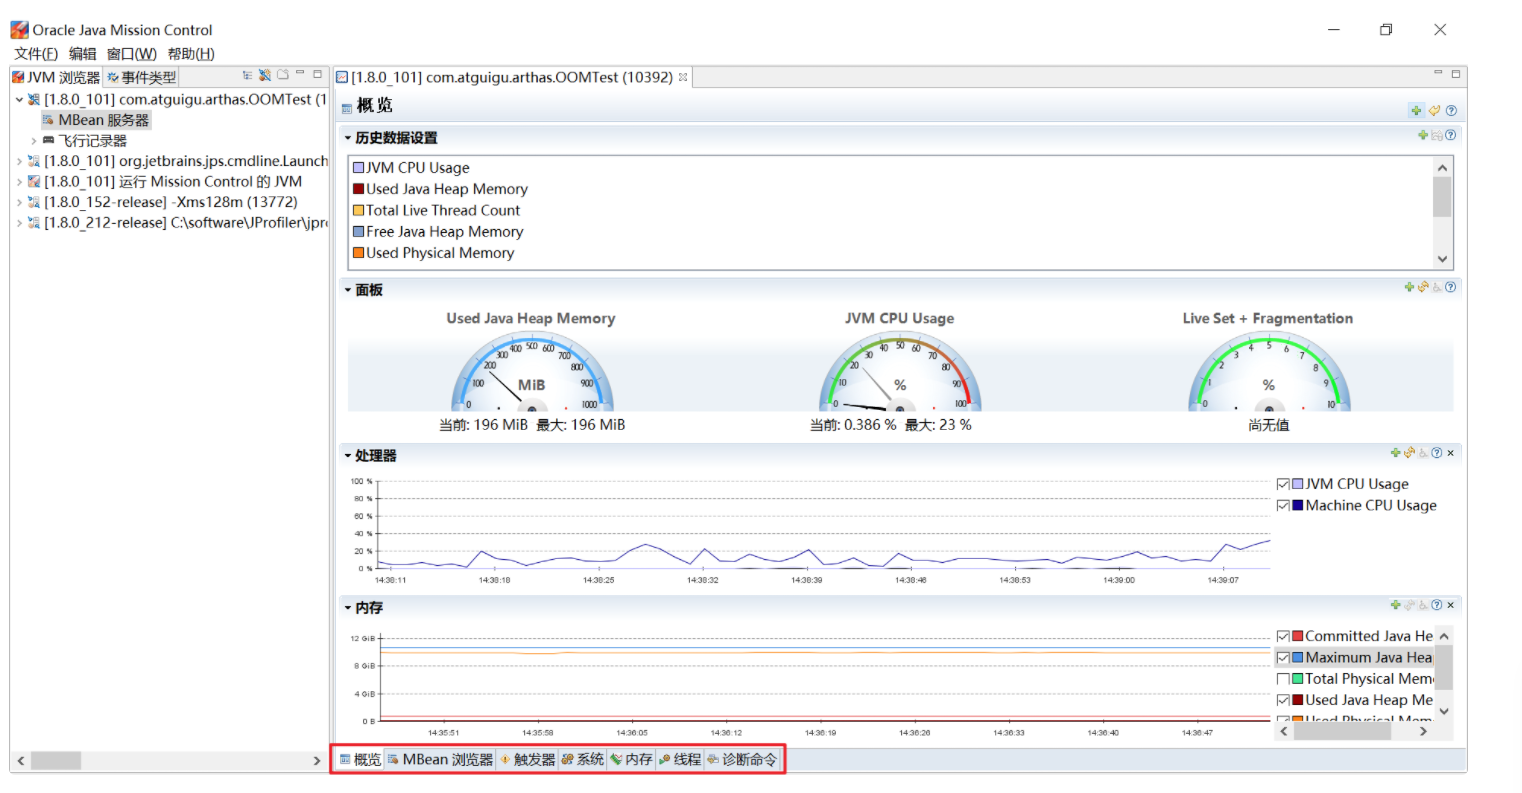 Oracle Java Mission Control
文件(F) 编辑 窗口(W) 帮助(H)
JVM 浏览器 事件类型
[1.8.0_101] com.atguigu.arthas.OOMTest (1
MBean 服务器
飞行记录器
[1.8.0_101] org.jetbrains.jps.cmdline.Launch
[1.8.0_101] 运行 Mission Control 的 JVM
[1.8.0_152-release] -Xms128m (13772)
[1.8.0_212-release] C:\software\JProfiler\jpr
[1.8.0_101] com.atguigu.arthas.OOMTest (10392)
概览
历史数据设置
JVM CPU Usage
Used Java Heap Memory
Total Live Thread Count
Free Java Heap Memory
Used Physical Memory
面板
Used Java Heap Memory
0 100 200 300 400 500 600 700 800 900 1000
MiB
当前: 196 MiB 最大: 196 MiB
JVM CPU Usage
0 10 20 30 40 50 60 70 80 90 100
%
当前: 0.386 % 最大: 23 %
Live Set + Fragmentation
0 1 2 3 4 5 6 7 8 9 10
%
尚无值
处理器
100 %
80 %
60 %
40 %
20 %
0 %
14:38:11 14:38:18 14:38:25 14:38:32 14:38:39 14:38:46 14:38:53 14:39:00 14:39:07
JVM CPU Usage
Machine CPU Usage
内存
12 GiB
8 GiB
4 GiB
0 B
14:35:51 14:35:58 14:36:05 14:36:12 14:36:19 14:36:26 14:36:33 14:36:40 14:36:47
Committed Java He
Maximum Java Hea
Total Physical Mem
Used Java Heap Me
Used Physical Mem
概览 MBean 浏览器 触发器 系统 内存 线程 诊断命令